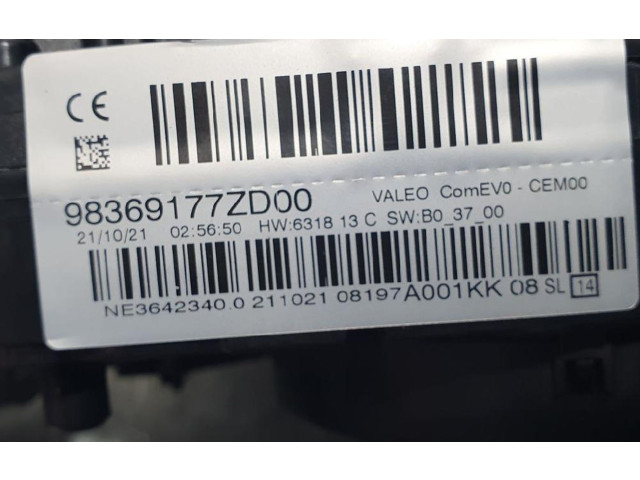 CE
98369177ZD00 VALEO ComEV0 - CEM00
21/10/21 02:56:50 HW:6318 13 C SW:B0_37_00
NE3642340.0 211021 08197A001KK 08 SL 14